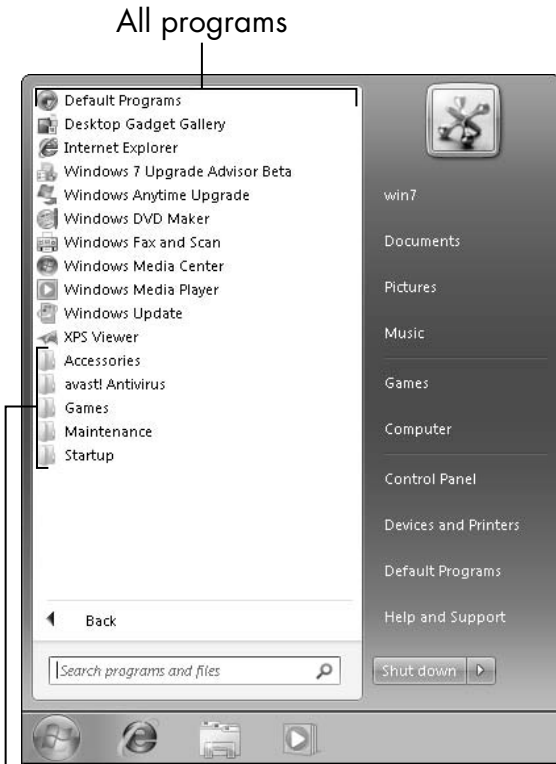 All programs
Default Programs
Desktop Gadget Gallery
Internet Explorer
Windows 7 Upgrade Advisor Beta
Windows Anytime Upgrade
Windows DVD Maker
Windows Fax and Scan
Windows Media Center
Windows Media Player
Windows Update
XPS Viewer
Accessories
avast! Antivirus
Games
Maintenance
Startup
Back
Search programs and files
win7
Documents
Pictures
Music
Games
Computer
Control Panel
Devices and Printers
Default Programs
Help and Support
Shut down